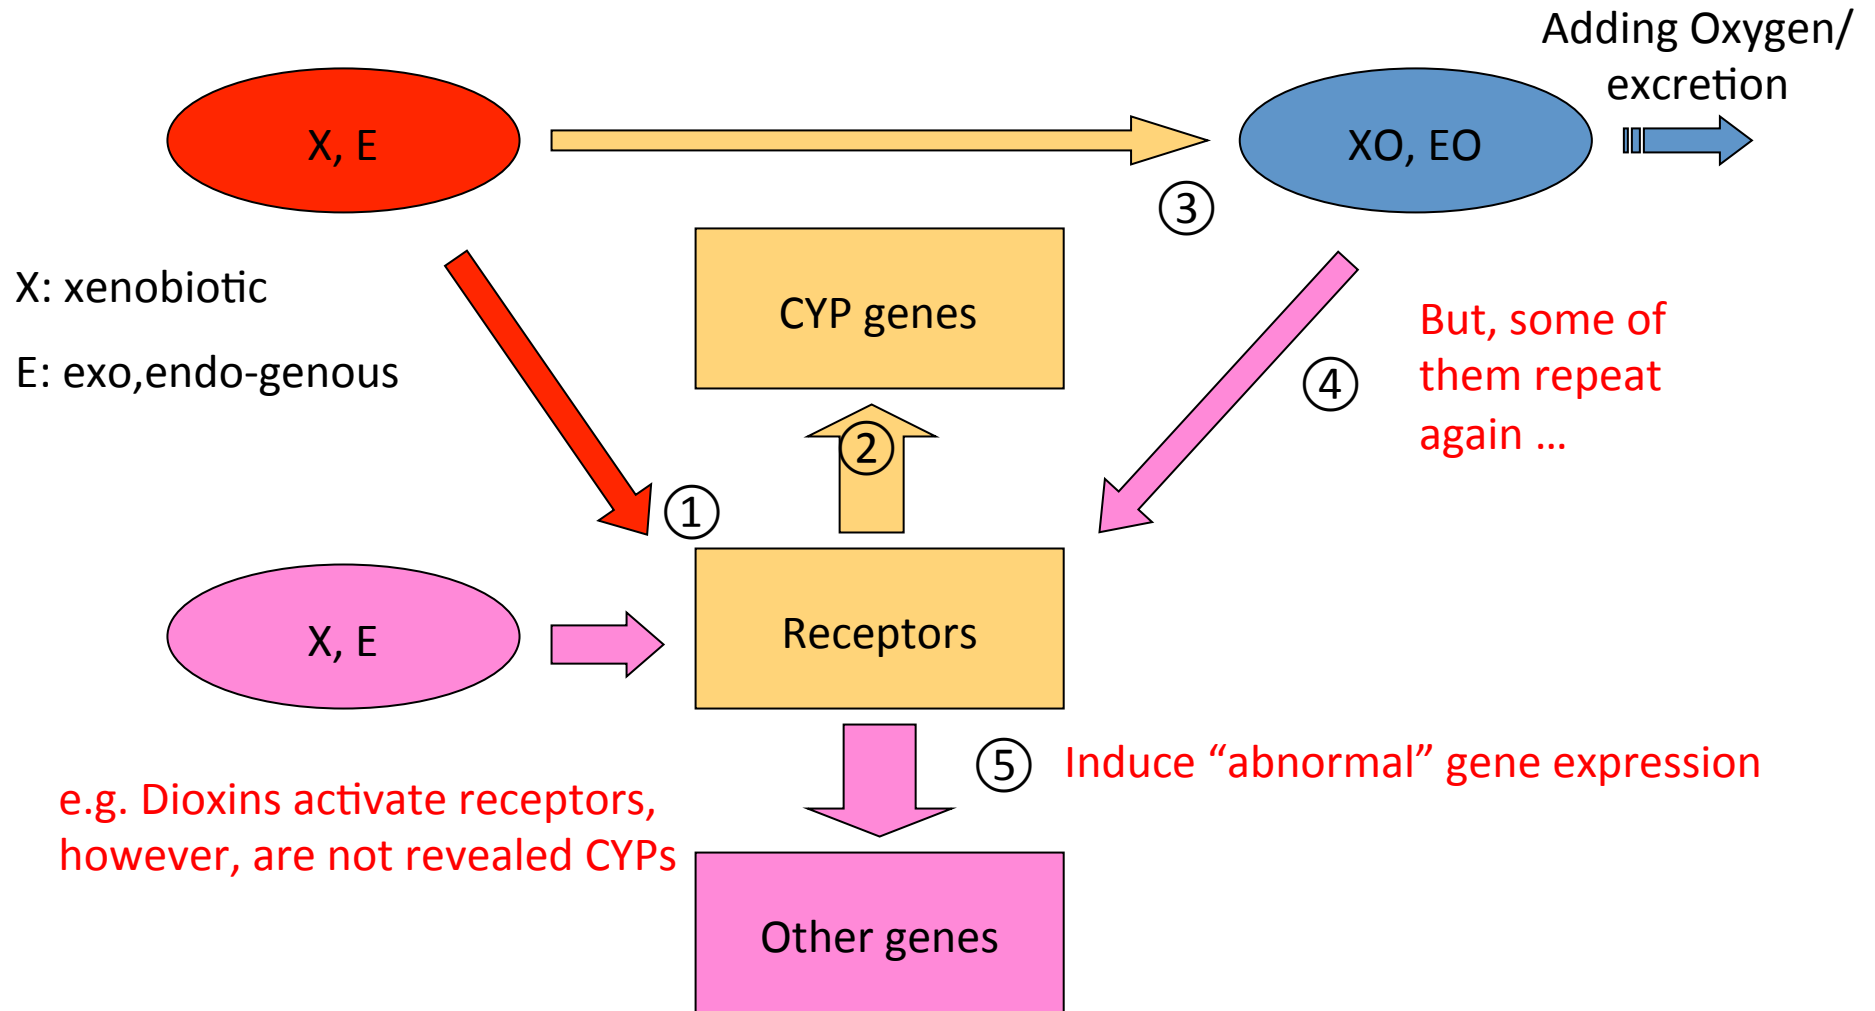 Adding Oxygen/
excretion
X, E
XO, EO
③
X: xenobiotic
E: exo,endo-genous
CYP genes
But, some of
them repeat
again ...
④
②
①
X, E
Receptors
⑤
Induce “abnormal” gene expression
e.g. Dioxins activate receptors,
however, are not revealed CYPs
Other genes